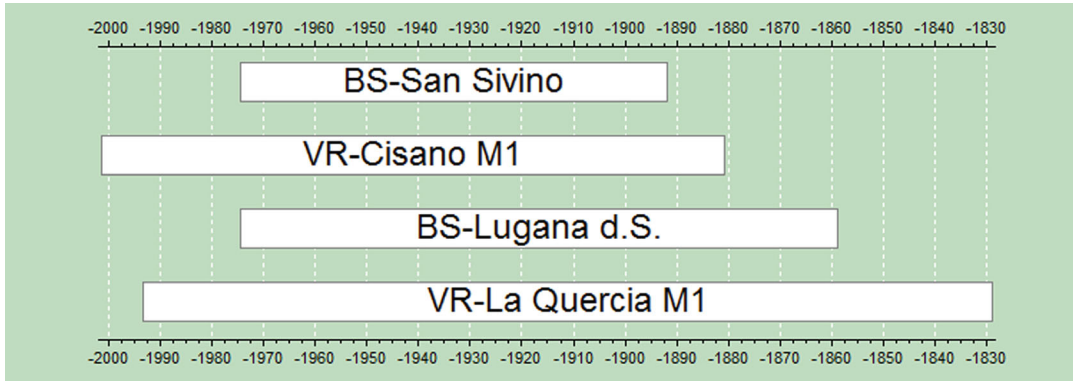 -2000 -1990 -1980 -1970 -1960 -1950 -1940 -1930 -1920 -1910 -1900 -1890 -1880 -1870 -1860 -1850 -1840 -1830
BS-San Sivino
VR-Cisano M1
BS-Lugana d.S.
VR-La Quercia M1
-2000 -1990 -1980 -1970 -1960 -1950 -1940 -1930 -1920 -1910 -1900 -1890 -1880 -1870 -1860 -1850 -1840 -1830